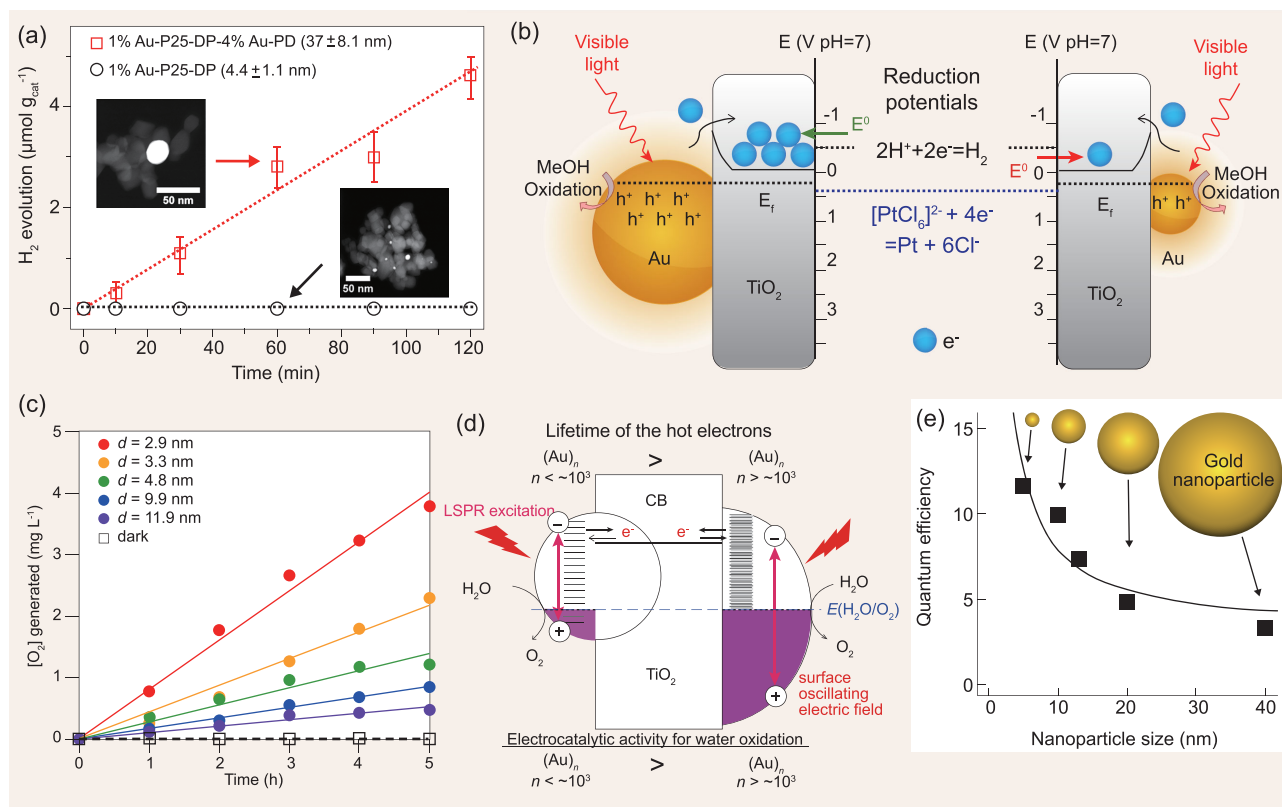 (a)
1% Au-P25-DP-4% Au-PD (37±8.1 nm)
1% Au-P25-DP (4.4±1.1 nm)
H₂ evolution (μmol g꜀ₐₜ⁻¹)
4
2
0
50 nm
50 nm
0 20 40 60 80 100 120
Time (min)
(b)
E (V pH=7)
E (V pH=7)
Visible
light
Reduction
potentials
Visible
light
E⁰
2H⁺+2e⁻=H₂
E⁰
MeOH
Oxidation
h⁺ h⁺ h⁺
h⁺ h⁺ h⁺
Au
E_f
TiO₂
-1
0
1
2
3
[PtCl₆]²⁻ + 4e⁻
=Pt + 6Cl⁻
e⁻
-1
0
1
2
3
E_f
TiO₂
MeOH
Oxidation
h⁺ h⁺
Au
(c)
[O₂] generated (mg L⁻¹)
5
4
3
2
1
0
d = 2.9 nm
d = 3.3 nm
d = 4.8 nm
d = 9.9 nm
d = 11.9 nm
dark
0 1 2 3 4 5
Time (h)
(d)
Lifetime of the hot electrons
(Au)ₙ > (Au)ₙ
n < ~10³ n > ~10³
CB
LSPR excitation
− e⁻ e⁻ −
H₂O
H₂O
E(H₂O/O₂)
+
O₂
O₂
TiO₂
+
surface
oscillating
electric field
Electrocatalytic activity for water oxidation
(Au)ₙ > (Au)ₙ
n < ~10³ n > ~10³
(e)
Quantum efficiency
15
10
5
0
Gold
nanoparticle
0 10 20 30 40
Nanoparticle size (nm)